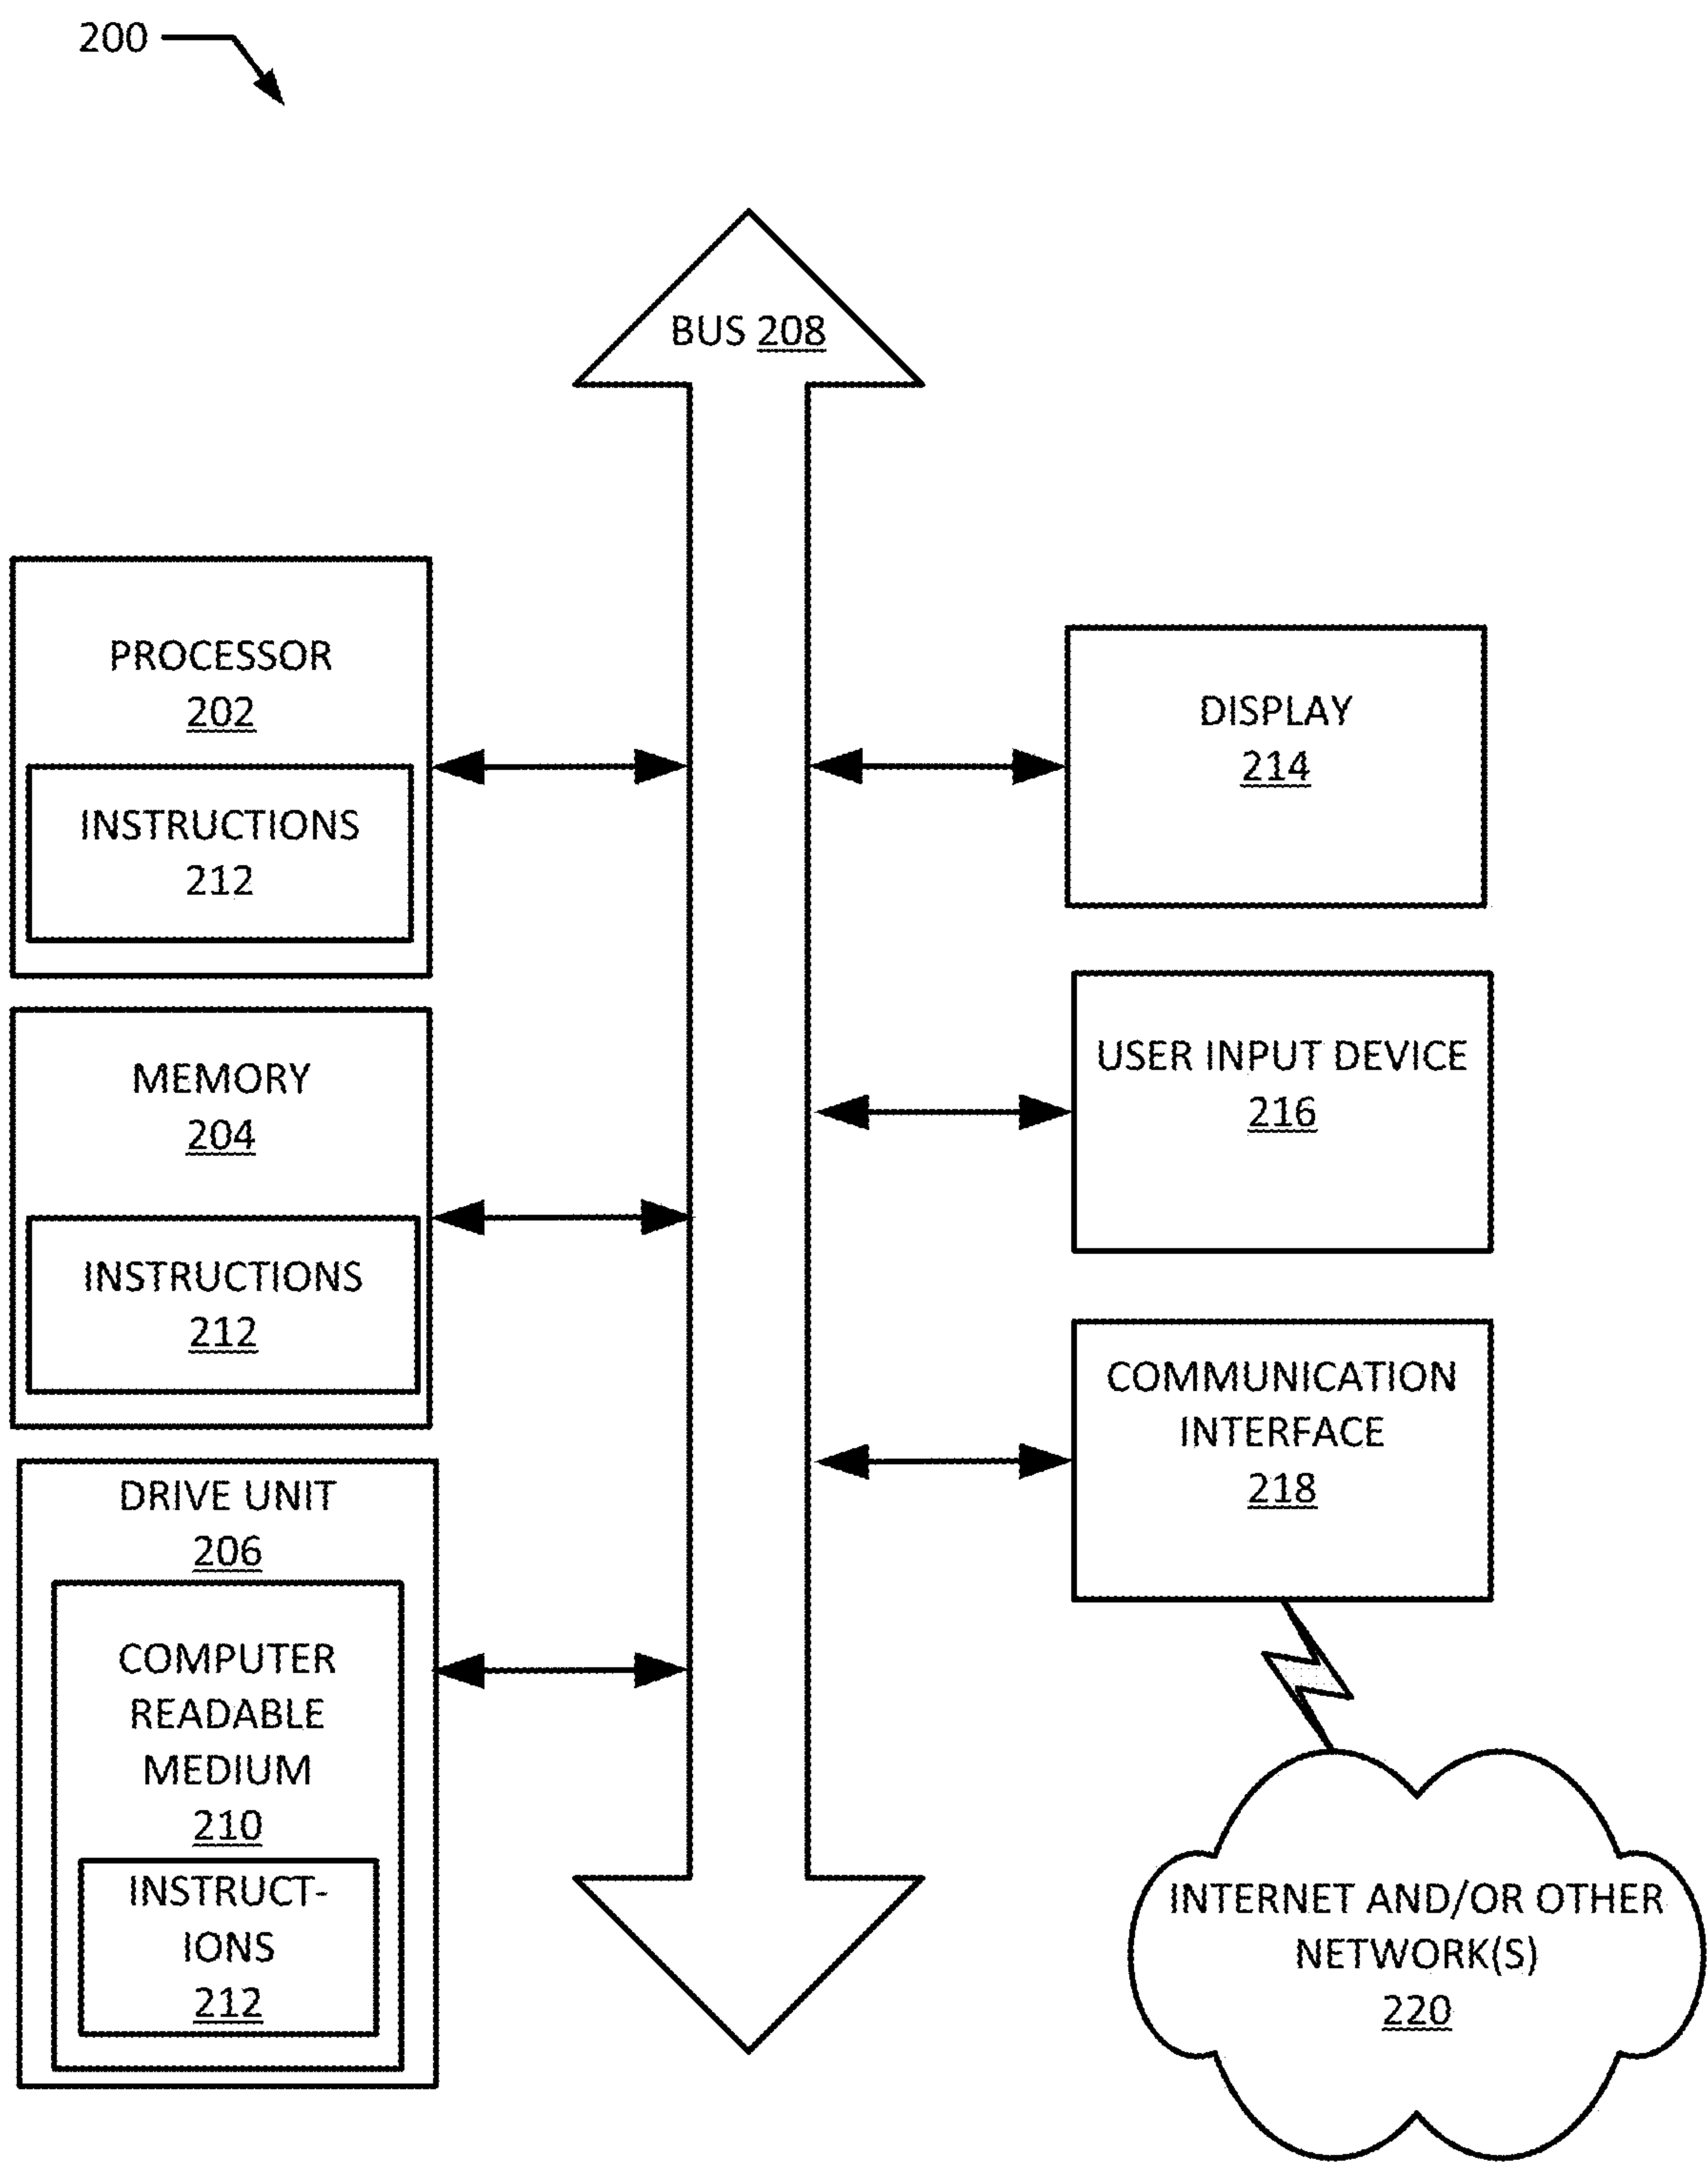 200
BUS 208
PROCESSOR
202
INSTRUCTIONS
212
MEMORY
204
INSTRUCTIONS
212
DRIVE UNIT
206
COMPUTER
READABLE
MEDIUM
210
INSTRUCT-
IONS
212
DISPLAY
214
USER INPUT DEVICE
216
COMMUNICATION
INTERFACE
218
INTERNET AND/OR OTHER
NETWORK(S)
220